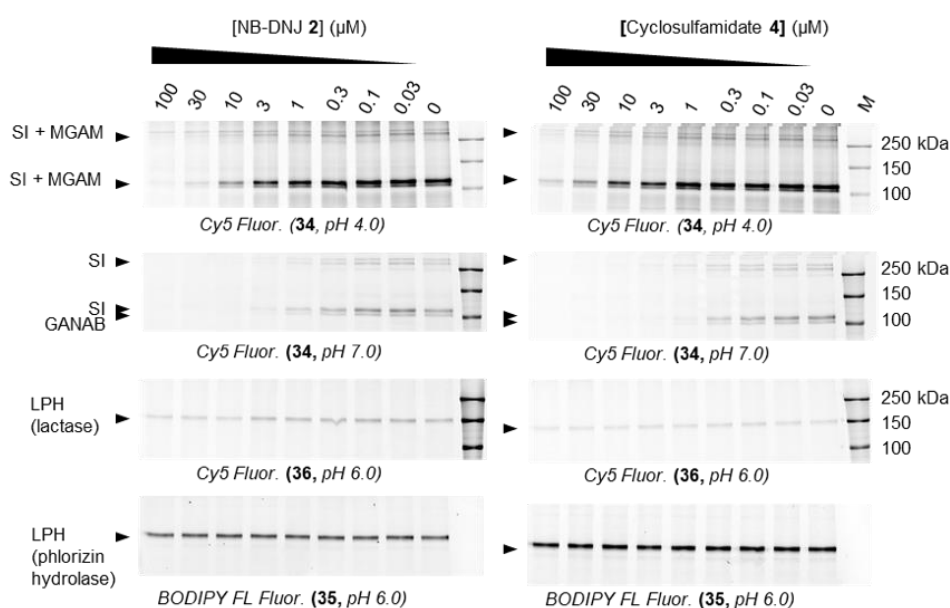 [NB-DNJ 2] (µM)
[Cyclosulfamidate 4] (µM)
100 30 10 3 1 0.3 0.1 0.03 0
100 30 10 3 1 0.3 0.1 0.03 0 M
SI + MGAM
250 kDa
150
SI + MGAM
100
Cy5 Fluor. (34, pH 4.0)
Cy5 Fluor. (34, pH 4.0)
SI
250 kDa
150
SI
GANAB
100
Cy5 Fluor. (34, pH 7.0)
Cy5 Fluor. (34, pH 7.0)
LPH
(lactase)
250 kDa
150
100
Cy5 Fluor. (36, pH 6.0)
Cy5 Fluor. (36, pH 6.0)
LPH
(phlorizin
hydrolase)
BODIPY FL Fluor. (35, pH 6.0)
BODIPY FL Fluor. (35, pH 6.0)